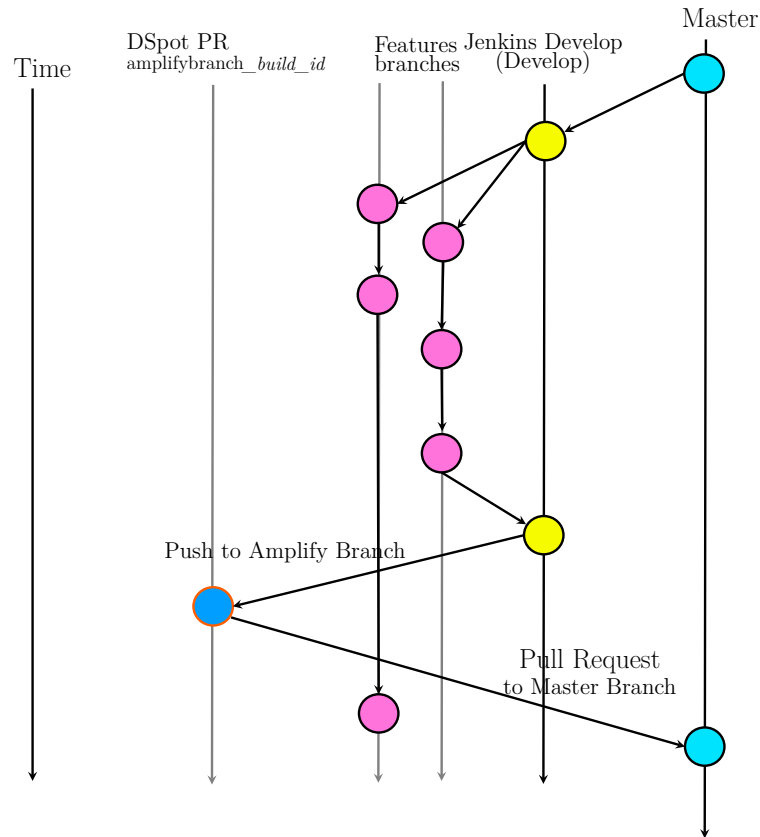 Master
DSpot PR
Features
Jenkins Develop
Time
amplifybranch_build_id
branches
(Develop)
Push to Amplify Branch
Pull Request
to Master Branch